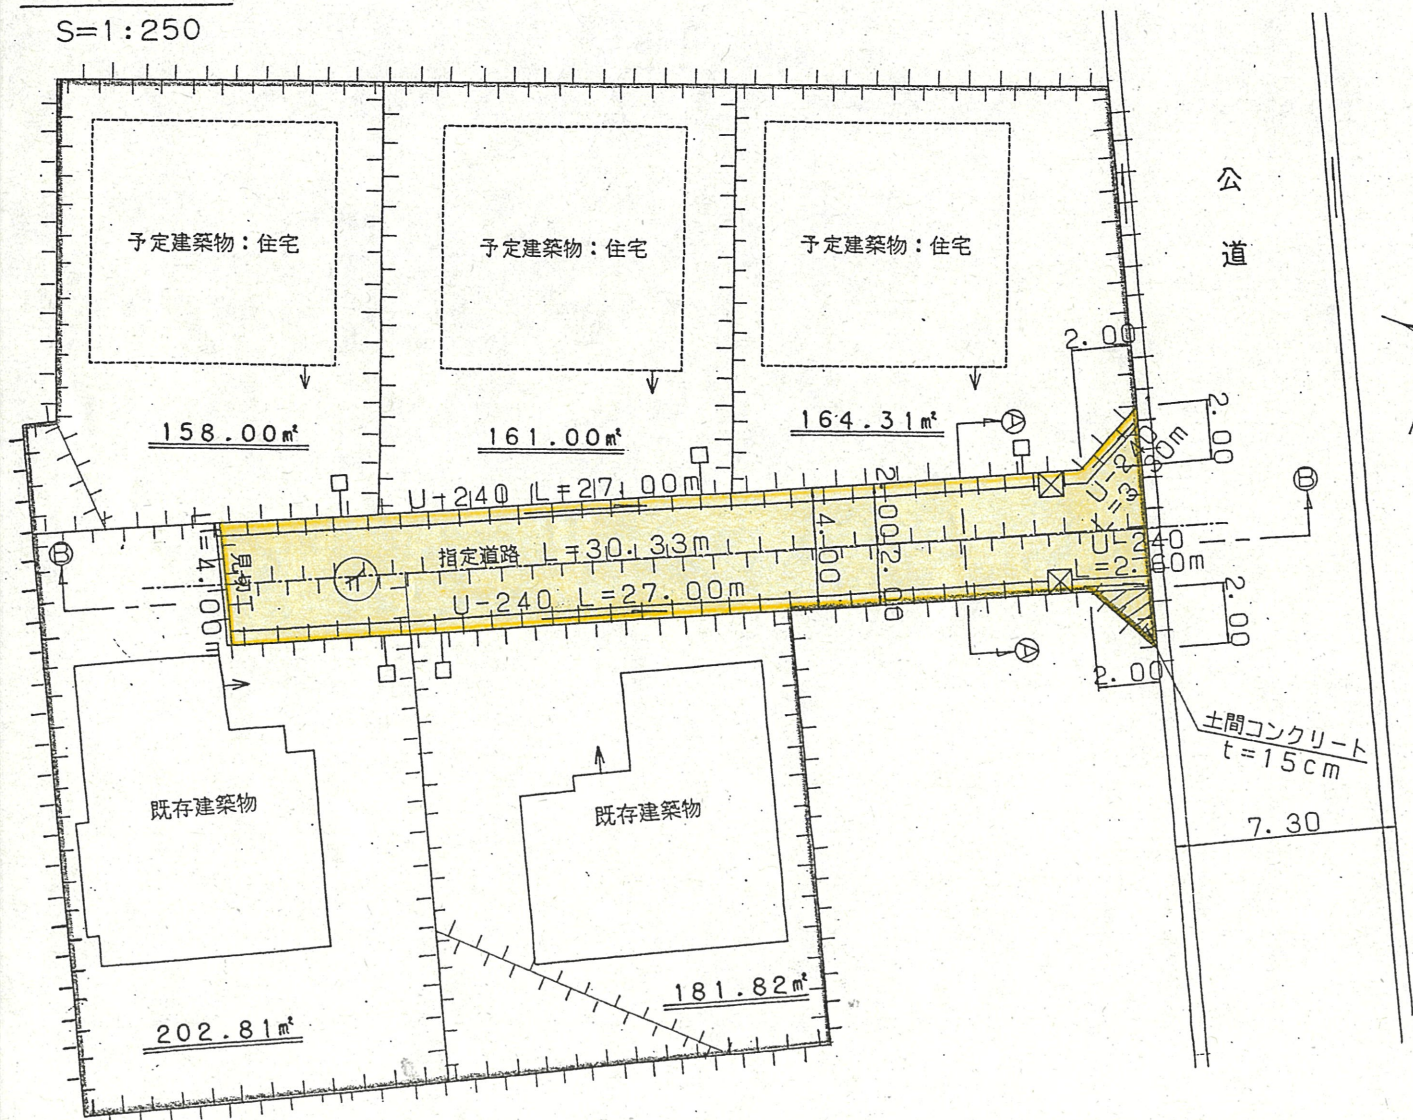 S=1:250
公道
予定建築物：住宅
予定建築物：住宅
予定建築物：住宅
2.00
158.00㎡
161.00㎡
164.31㎡
Ⓐ
2.00
U-240 L=27.00m
Ⓑ
指定道路 L=30.33m
4.00
2.00
2.00
Ⓑ
L=4.00m
見切工
U-240 L=27.00m
U-240
U-240
2.00
Ⓐ
2.00
土間コンクリート
t=15cm
7.30
既存建築物
既存建築物
181.82㎡
202.81㎡